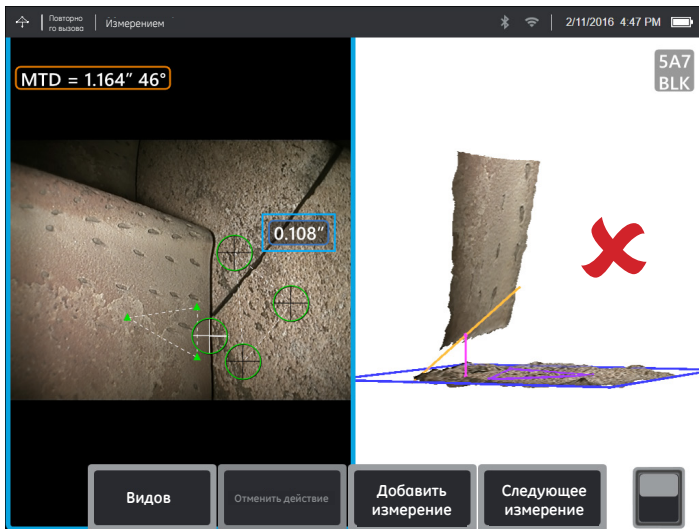 Повторно
го вызова
Измерением
2/11/2016 4:47 PM
MTD = 1.164″ 46°
5A7
BLK
0.108″
Видов
Отменить действие
Добавить
измерение
Следующее
измерение